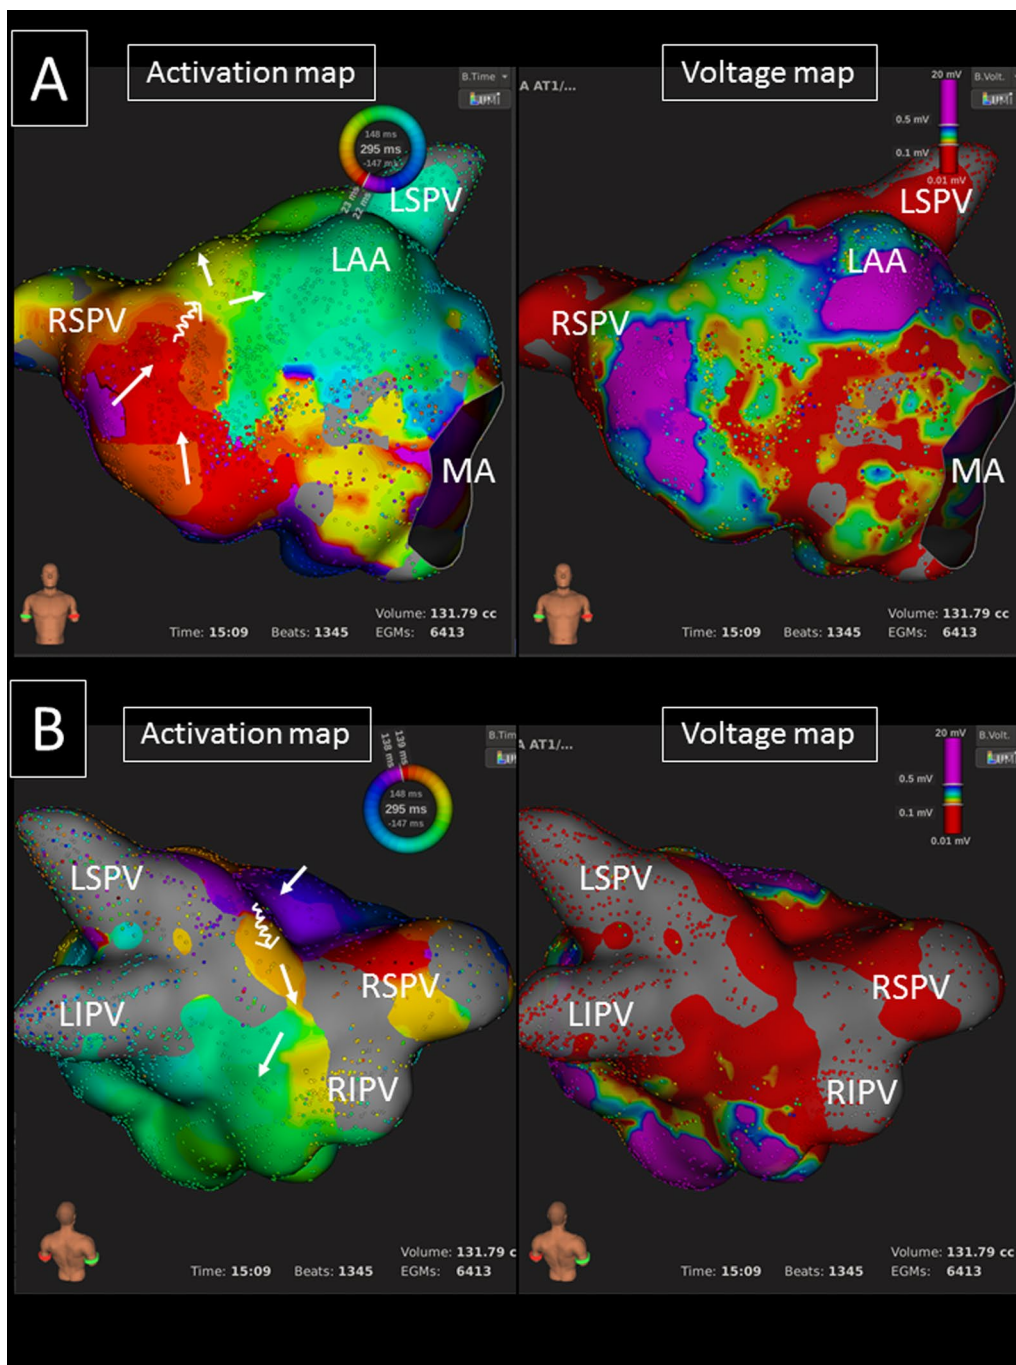 A
Activation map
Voltage map
B.Time
148 ms
295 ms
-147 m
23 ms
22 ms
LSPV
LAA
RSPV
MA
Time: 15:09 Beats: 1345
Volume: 131.79 cc
EGMs: 6413
A AT1/...
20 mV
B.Volt.
0.5 mV
0.1 mV
0.01 mV
LSPV
LAA
RSPV
MA
Time: 15:09 Beats: 1345
Volume: 131.79 cc
EGMs: 6413
B
Activation map
Voltage map
B.Tim
138 ms
139 ms
148 ms
295 ms
-147 ms
LSPV
LIPV
RSPV
RIPV
Time: 15:09 Beats: 1345
Volume: 131.79 c
EGMs: 6413
A AT1/...
20 mV
B.Volt.
0.5 mV
0.1 mV
0.01 mV
LSPV
LIPV
RSPV
RIPV
Time: 15:09 Beats: 1345
Volume: 131.79 cc
EGMs: 6413